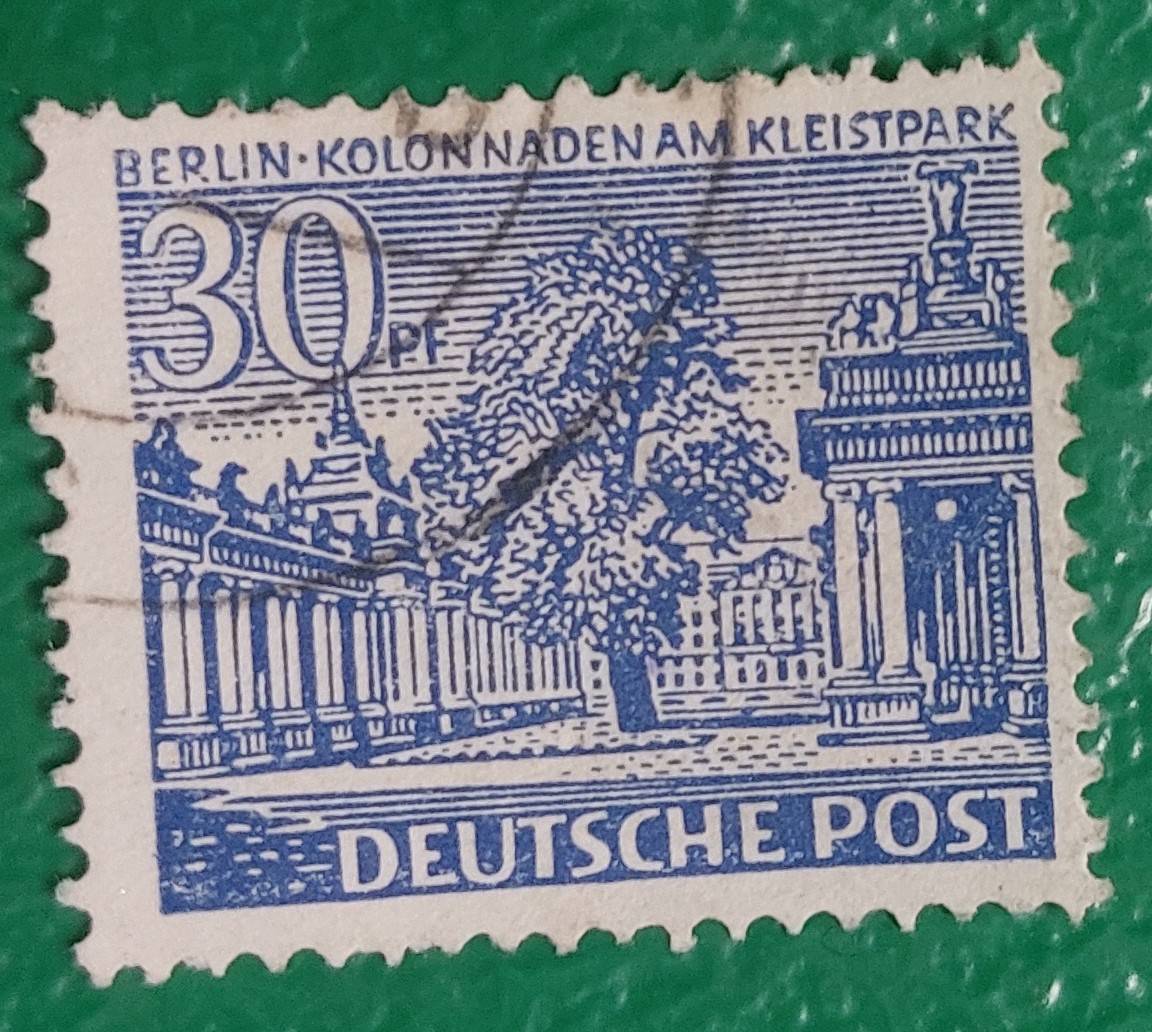 BERLIN·KOLONNADEN AM KLEISTPARK
30 PF
DEUTSCHE POST